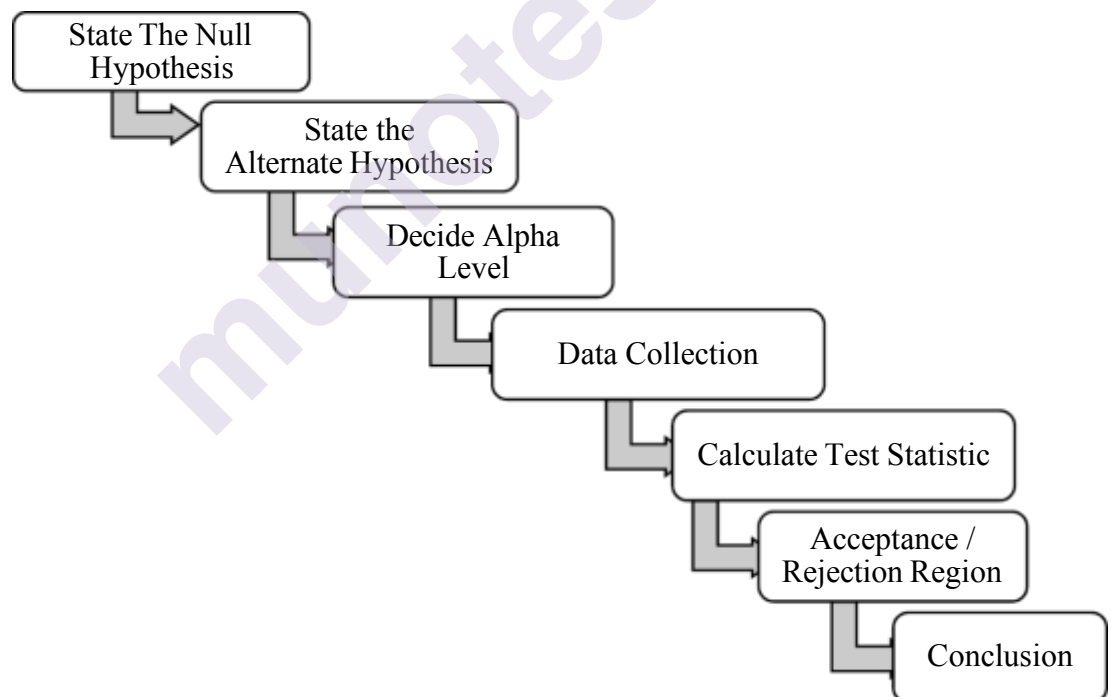 State The Null
Hypothesis
State the
Alternate Hypothesis
Decide Alpha
Level
Data Collection
Calculate Test Statistic
Acceptance /
Rejection Region
Conclusion
munotes